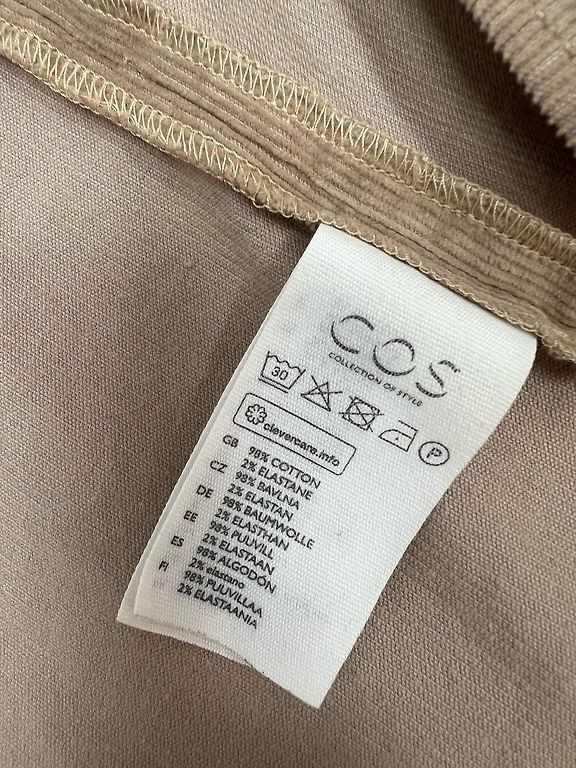 COS
COLLECTION OF STYLE
30
P
clevercare.info
GB 98% COTTON
2% ELASTANE
CZ 98% BAVLNA
2% ELASTAN
DE 98% BAUMWOLLE
2% ELASTHAN
EE 98% PUUVILL
2% ELASTAAN
ES 98% ALGODÓN
2% elastano
FI 98% PUUVILLAA
2% ELASTAANIA